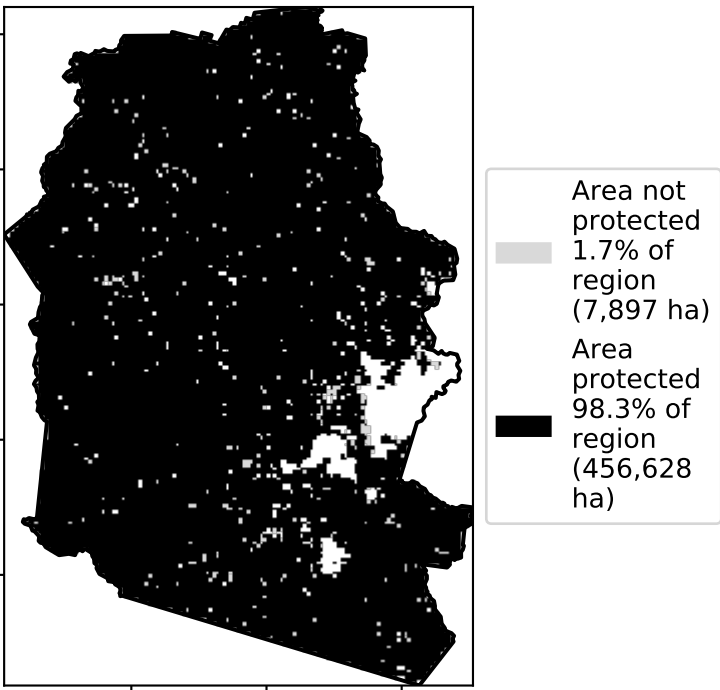 Area not
protected
1.7% of
region
(7,897 ha)
Area
protected
98.3% of
region
(456,628
ha)